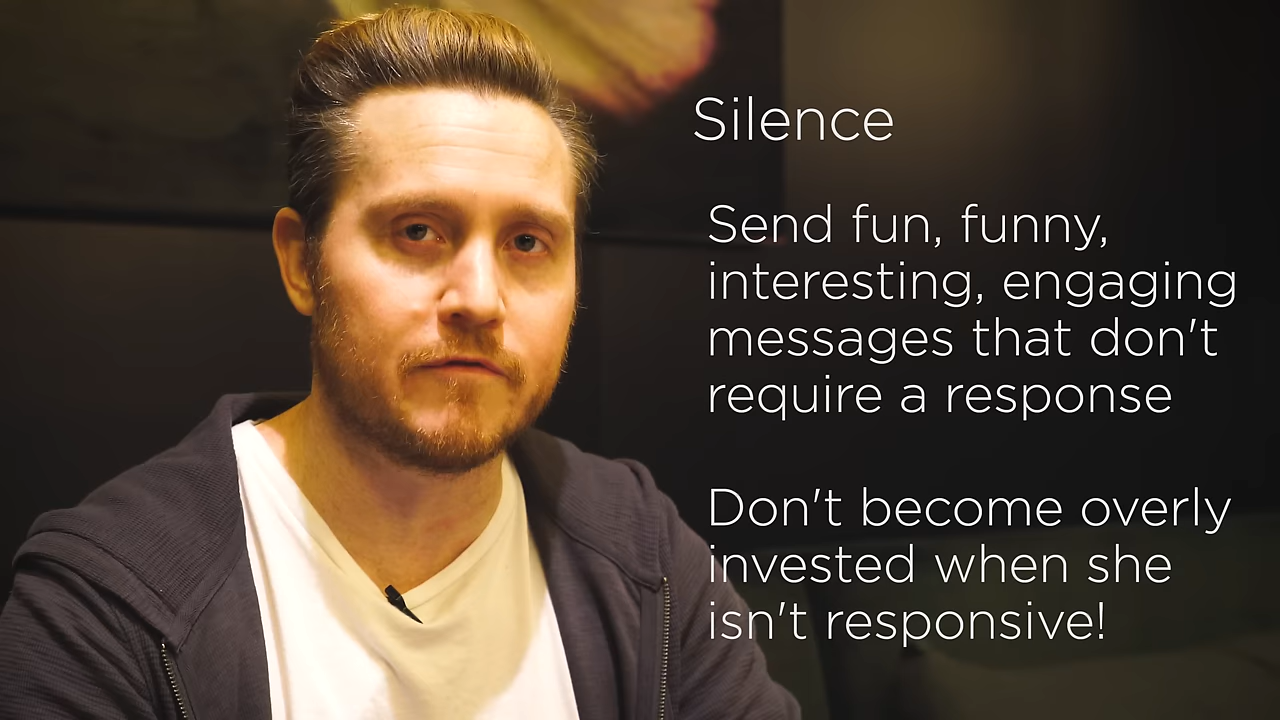 Silence
Send fun, funny,
interesting, engaging
messages that don't
require a response
Don't become overly
invested when she
isn't responsive!